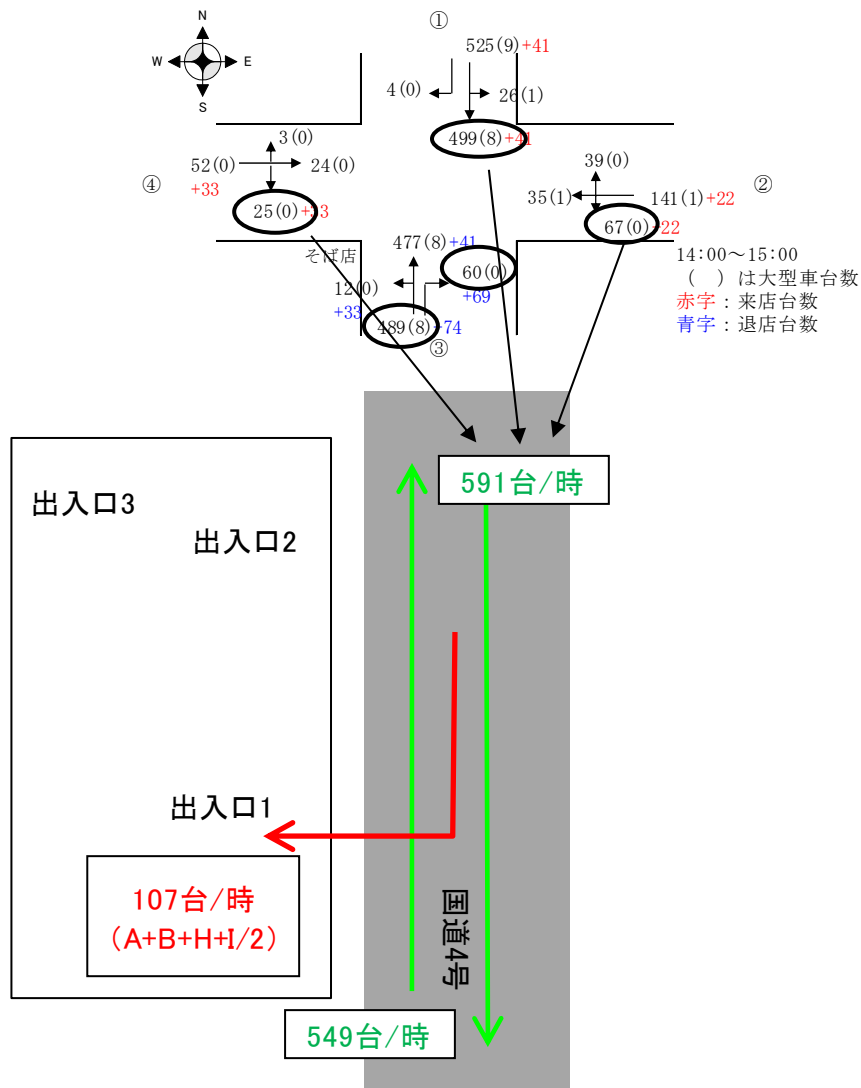 ①
N
W
E
S
525(9)+41
4(0)
26(1)
499(8)+41
3(0)
52(0)
24(0)
+33
④
25(0)+33
39(0)
②
35(1)
141(1)+22
67(0)+22
そば店
477(8)+41
60(0)
+69
12(0)
+33
489(8)+74
③
14:00～15:00
（　）は大型車台数
赤字：来店台数
青字：退店台数
591台/時
出入口3
出入口2
出入口1
107台/時
（A+B+H+I/2）
国道4号
549台/時